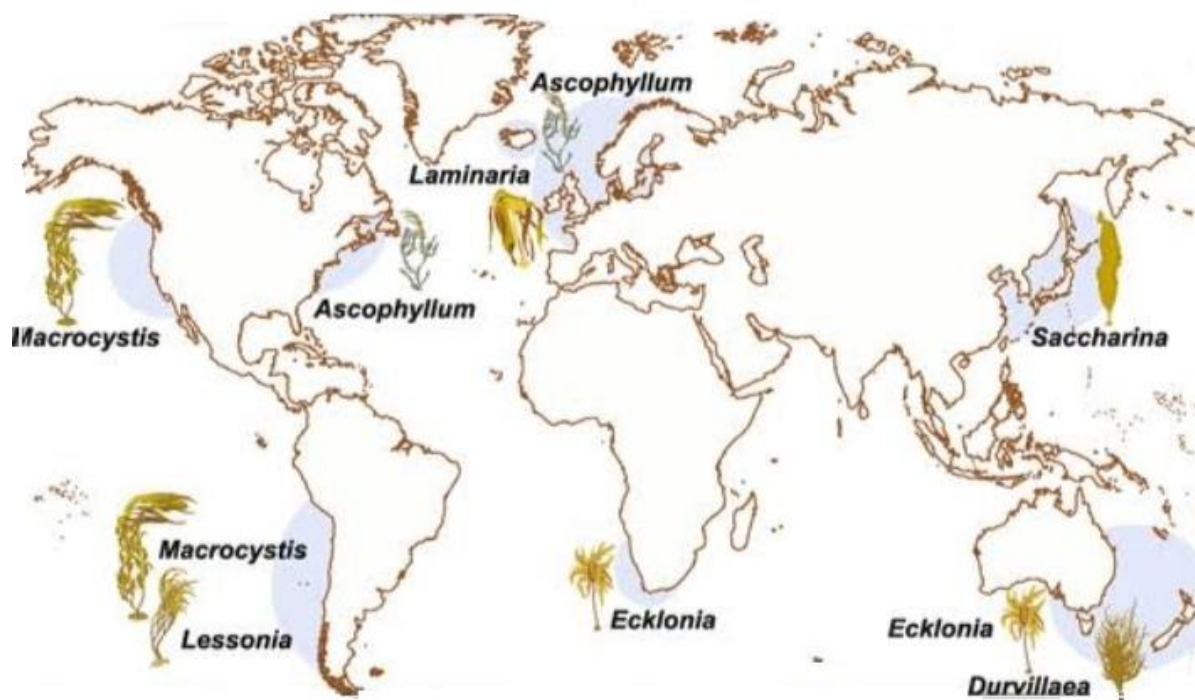 Ascophyllum
Laminaria
Ascophyllum
Macrocystis
Saccharina
Macrocystis
Lessonia
Ecklonia
Ecklonia
Durvillaea